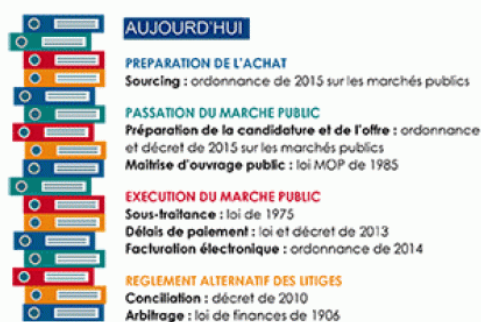 AUJOURD'HUI
PREPARATION DE L'ACHAT
Sourcing : ordonnance de 2015 sur les marchés publics
PASSATION DU MARCHE PUBLIC
Préparation de la candidature et de l'offre : ordonnance
et décret de 2015 sur les marchés publics
Maitrise d'ouvrage public : loi MOP de 1985
EXECUTION DU MARCHE PUBLIC
Sous-traitance : loi de 1975
Délais de paiement : loi et décret de 2013
Facturation électronique : ordonnance de 2014
REGLEMENT ALTERNATIF DES LITIGES
Conciliation : décret de 2010
Arbitrage : loi de finances de 1906